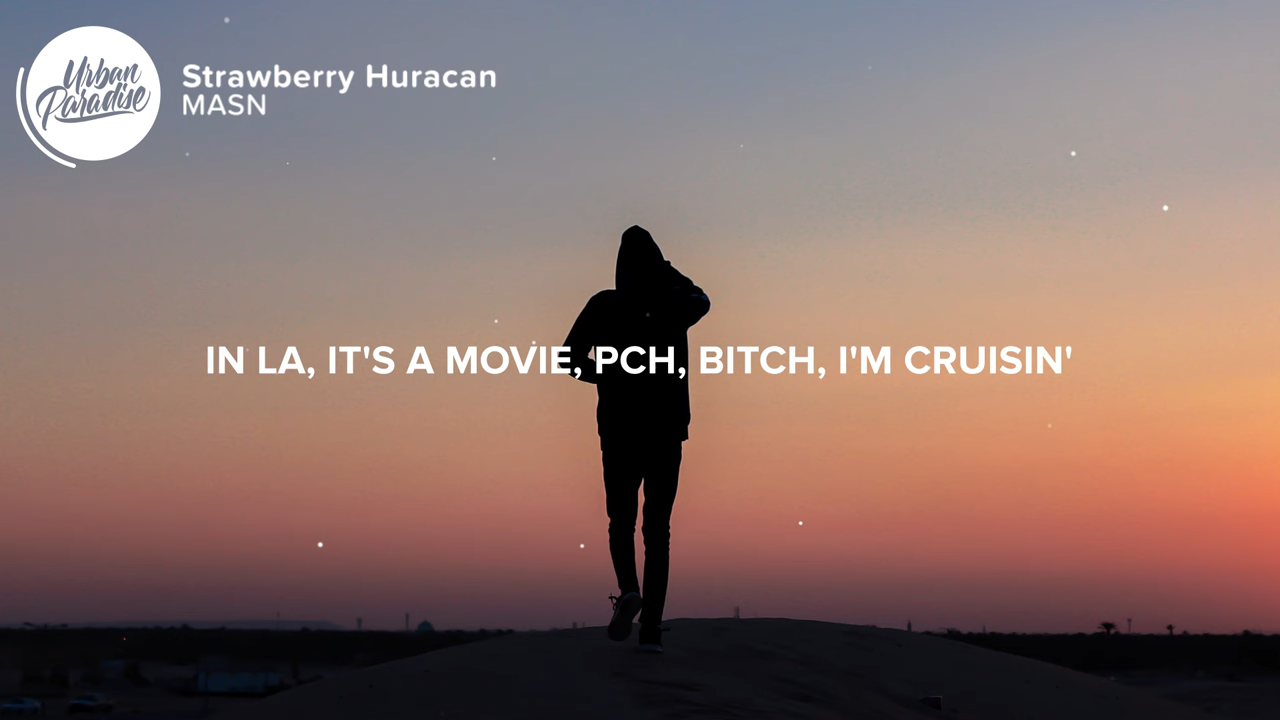 Urban
Paradise
Strawberry Huracan
MASN
IN LA, IT'S A MOVIE, PCH, BITCH, I'M CRUISIN'